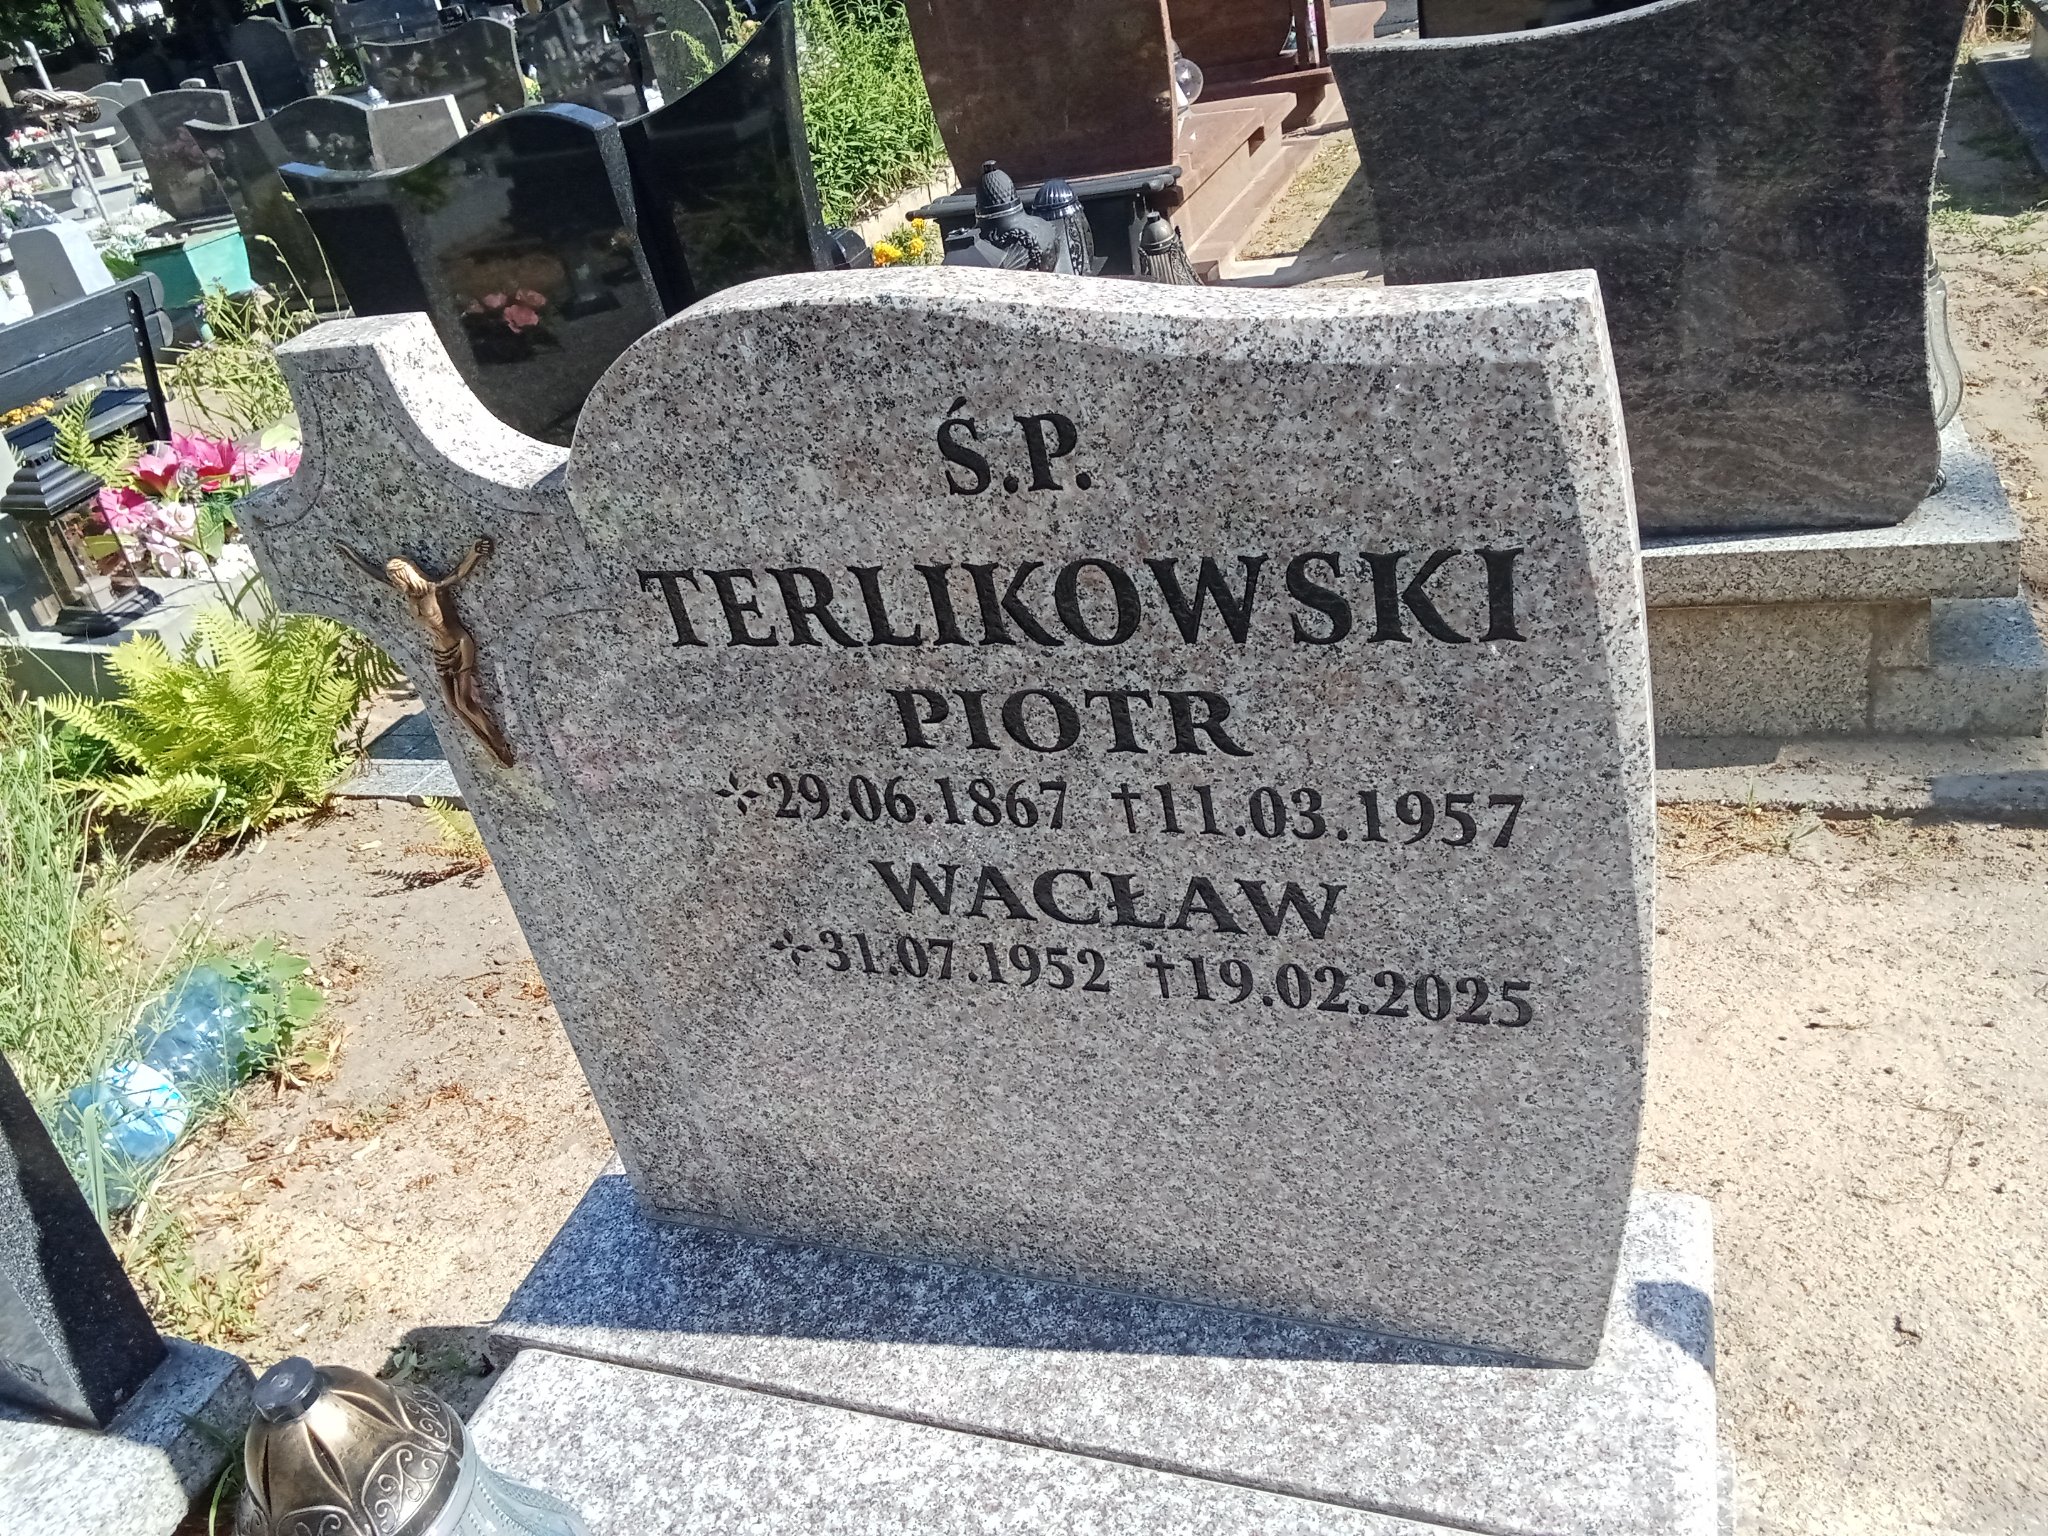 Ś.P.
TERLIKOWSKI
PIOTR
29.06.1867 †11.03.1957
WACŁAW
31.07.1952 †19.02.2025